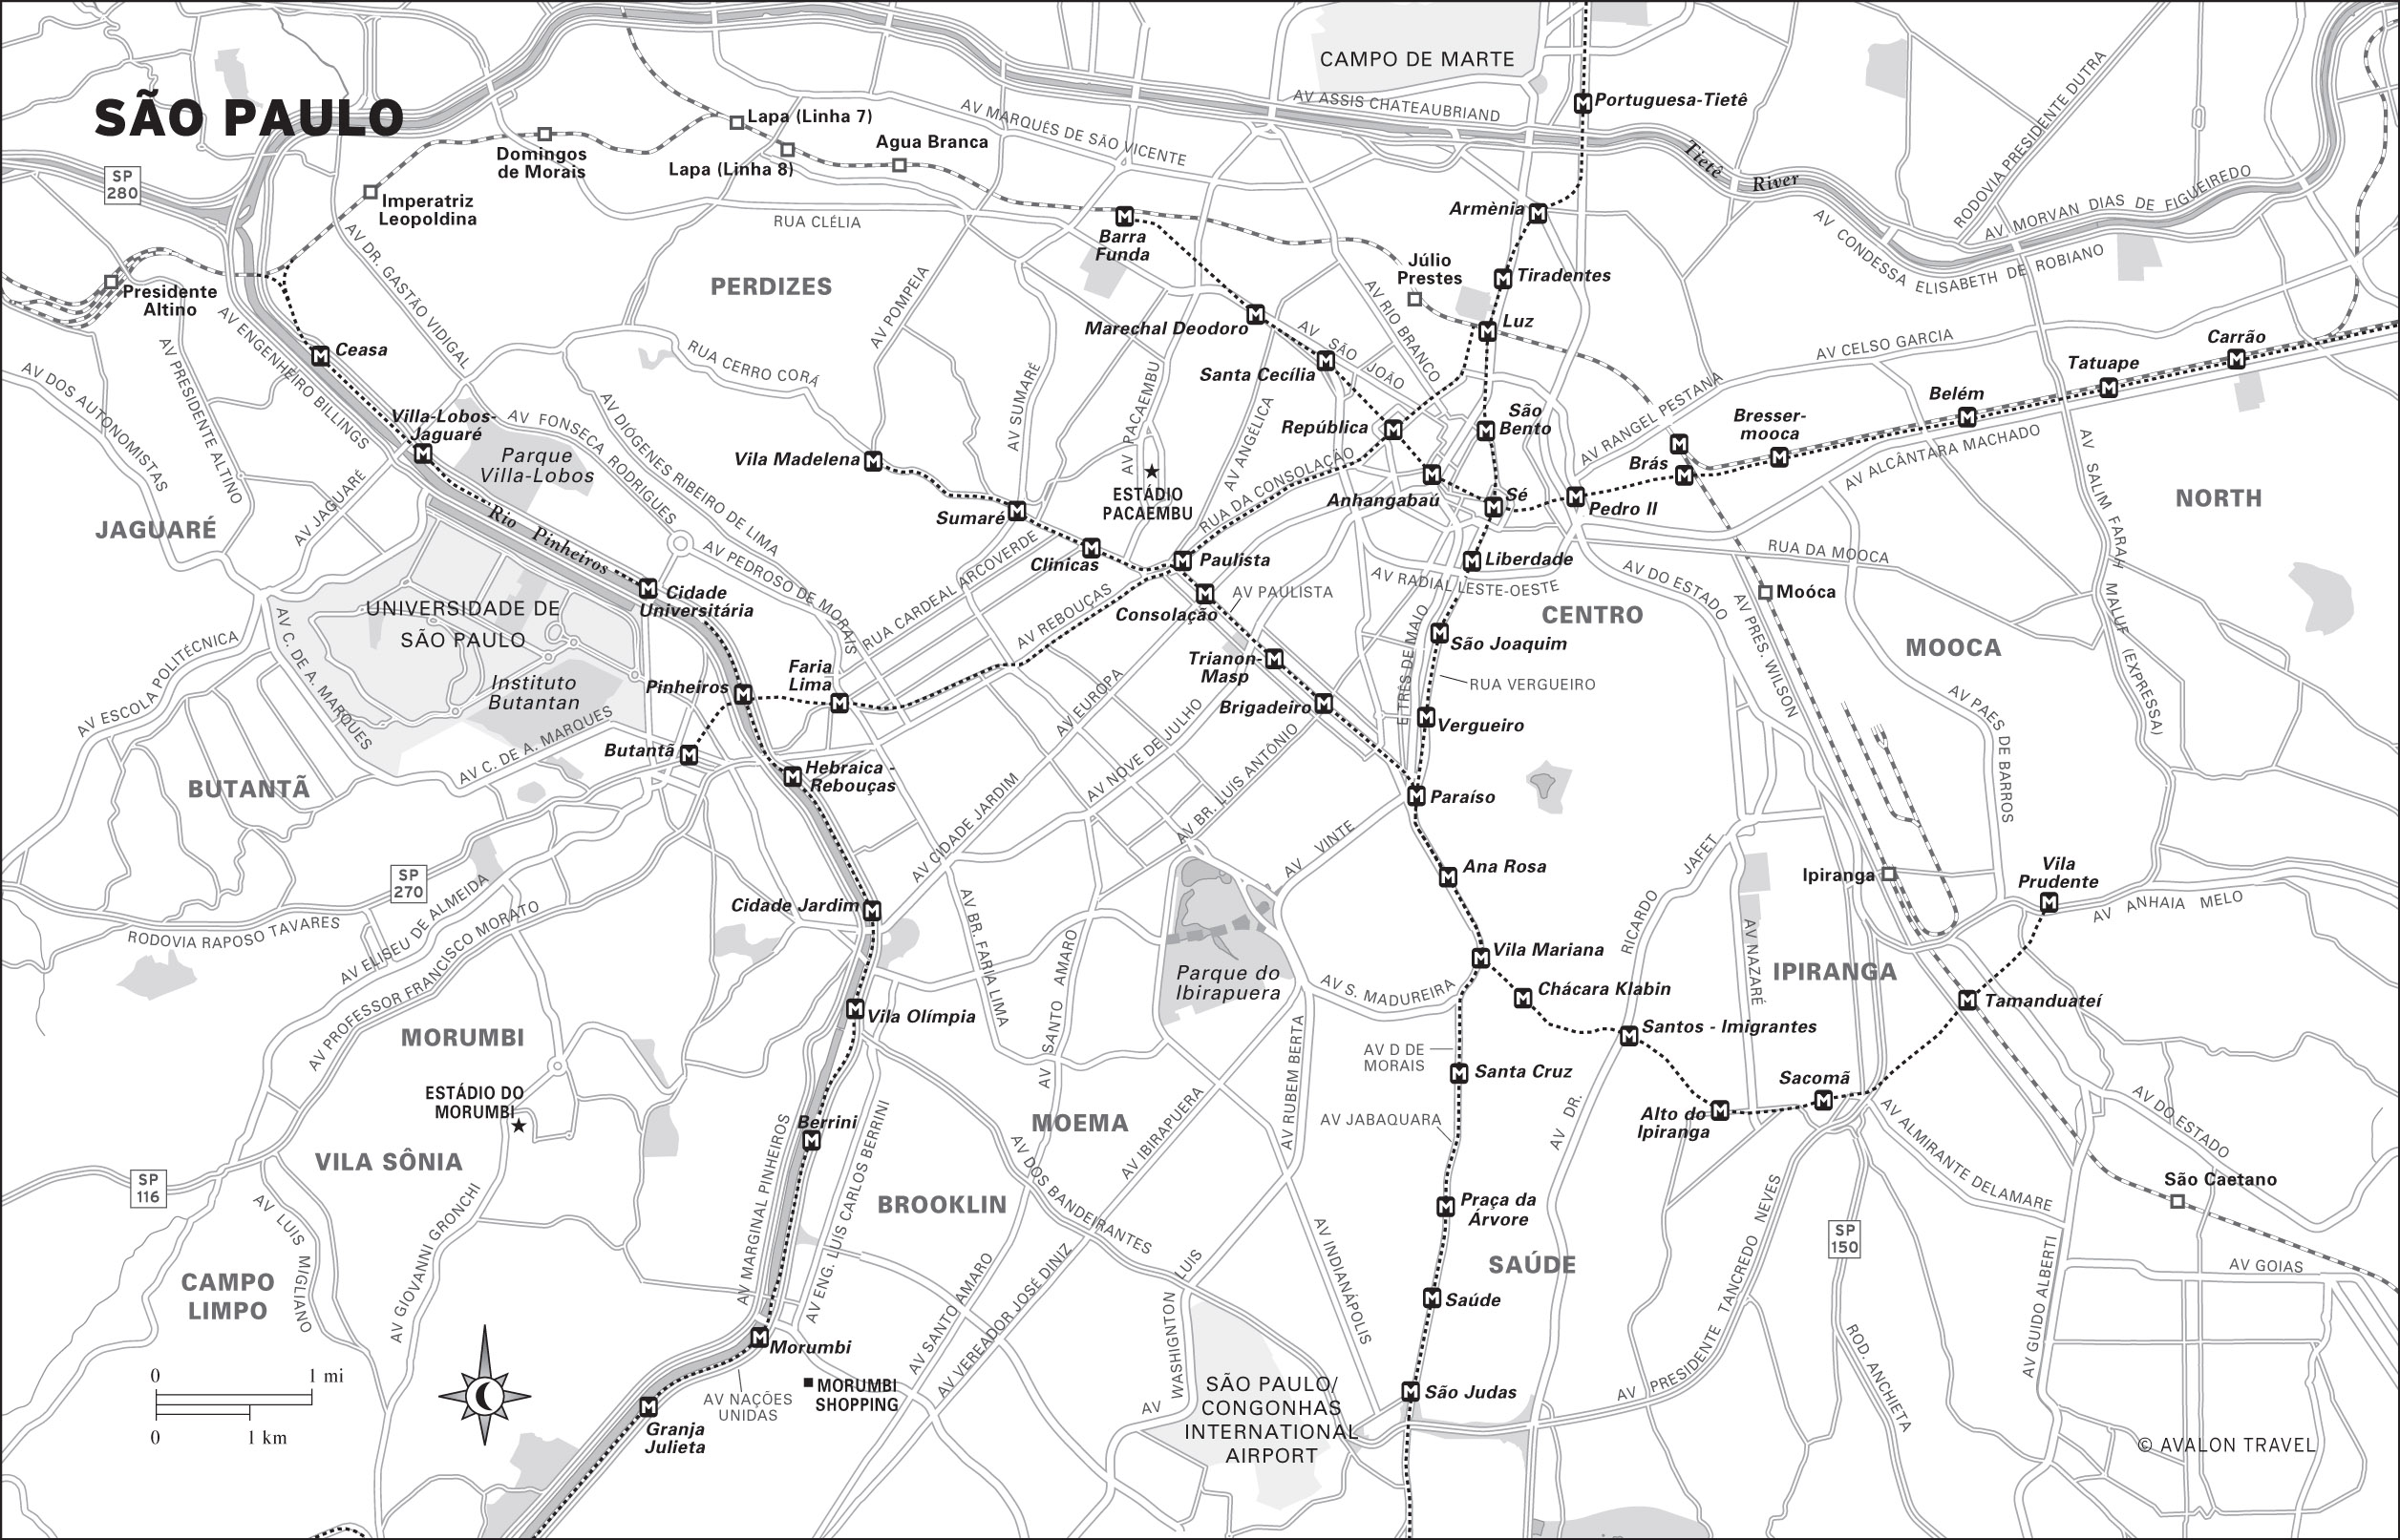 SÃO PAULO
CAMPO DE MARTE
AV ASSIS CHATEAUBRIAND
Portuguesa-Tietê
RODOVIA PRESIDENTE DUTRA
Lapa (Linha 7)
AV MARQUÊS DE SÃO VICENTE
Agua Branca
Domingos
de Morais
Lapa (Linha 8)
Tietê River
SP
280
Imperatriz
Leopoldina
RUA CLÉLIA
Armènia
AV MORVAN DIAS DE FIGUEIREDO
AV CONDESSA ELISABETH DE ROBIANO
Barra
Funda
AV DR. GASTÃO VIDIGAL
Júlio
Prestes
Tiradentes
PERDIZES
Presidente
Altino
AV POMPEIA
AV RIO BRANCO
Marechal Deodoro
Luz
AV SÃO JOÃO
AV ENGENHEIRO BILLINGS
AV PRESIDENTE ALTINO
Ceasa
RUA CERRO CORÁ
AV CELSO GARCIA
Carrão
Tatuape
AV DOS AUTONOMISTAS
Santa Cecília
AV SUMARÉ
AV PACAEMBU
AV ANGÉLICA
AV RANGEL PESTANA
Belém
Villa-Lobos-
Jaguaré
AV FONSECA RODRIGUES
AV DIÓGENES RIBEIRO DE LIMA
República
São
Bento
Bresser-
mooca
Parque
Villa-Lobos
Vila Madelena
Brás
AV ALCÂNTARA MACHADO
AV SALIM FARAH MALUF (EXPRESSA)
RUA DA CONSOLAÇÃO
ESTÁDIO
PACAEMBU
Anhangabaú
Sé
Pedro II
NORTH
JAGUARÉ
AV JAGUARÉ
Rio Pinheiros
Sumaré
AV PEDROSO DE MORAIS
Clinicas
Paulista
Liberdade
RUA DA MOOCA
AV RADIAL LESTE-OESTE
AV DO ESTADO
RUA CARDEAL ARCOVERDE
AV REBOUÇAS
AV PAULISTA
Consolação
Cidade
Universitária
UNIVERSIDADE DE
SÃO PAULO
CENTRO
Moóca
AV PRES. WILSON
MOOCA
AV C. DE A. MARQUES
AV ESCOLA POLITÉCNICA
São Joaquim
E TRÊS DE MAIO
RUA VERGUEIRO
Trianon-
Masp
Faria
Lima
Pinheiros
Instituto
Butantan
AV EUROPA
Brigadeiro
Vergueiro
AV PAES DE BARROS
AV C. DE A. MARQUES
Butantã
AV NOVE DE JULHO
AV BR. LUÍS ANTÔNIO
BUTANTÃ
Hebraica -
Rebouças
Paraíso
AV CIDADE JARDIM
AV VINTE
JAFET
SP
270
Ana Rosa
Ipiranga
Vila
Prudente
AV ELISEU DE ALMEIDA
Cidade Jardim
AV BR. FARIA LIMA
AV ANHAIA MELO
RODOVIA RAPOSO TAVARES
AV PROFESSOR FRANCISCO MORATO
RICARDO
AV NAZARÉ
Vila Mariana
IPIRANGA
Parque do
Ibirapuera
AV S. MADUREIRA
Chácara Klabin
Tamanduateí
AV SANTO AMARO
Vila Olímpia
Santos - Imigrantes
MORUMBI
AV D DE
MORAIS
AV RUBEM BERTA
Santa Cruz
Sacomã
ESTÁDIO DO
MORUMBI
Berrini
MOEMA
AV JABAQUARA
AV DR.
Alto do
Ipiranga
AV DO ESTADO
AV ALMIRANTE DELAMARE
AV IBIRAPUERA
VILA SÔNIA
AV MARGINAL PINHEIROS
AV ENG. LUÍS CARLOS BERRINI
AV DOS BANDEIRANTES
SP
116
São Caetano
BROOKLIN
Praça da
Árvore
AV LUIS MIGLIANO
AV GIOVANNI GRONCHI
AV INDIANÁPOLIS
AV PRESIDENTE TANCREDO NEVES
SP
150
SAÚDE
AV GOIAS
AV GUIDO ALBERTI
CAMPO
LIMPO
AV SANTO AMARO
AV VEREADOR JOSÉ DINIZ
AV WASHIGNTON LUIS
Saúde
Morumbi
ROD. ANCHIETA
0 1 mi
0 1 km
AV NAÇÕES
UNIDAS
MORUMBI
SHOPPING
SÃO PAULO/
CONGONHAS
INTERNATIONAL
AIRPORT
São Judas
Granja
Julieta
© AVALON TRAVEL